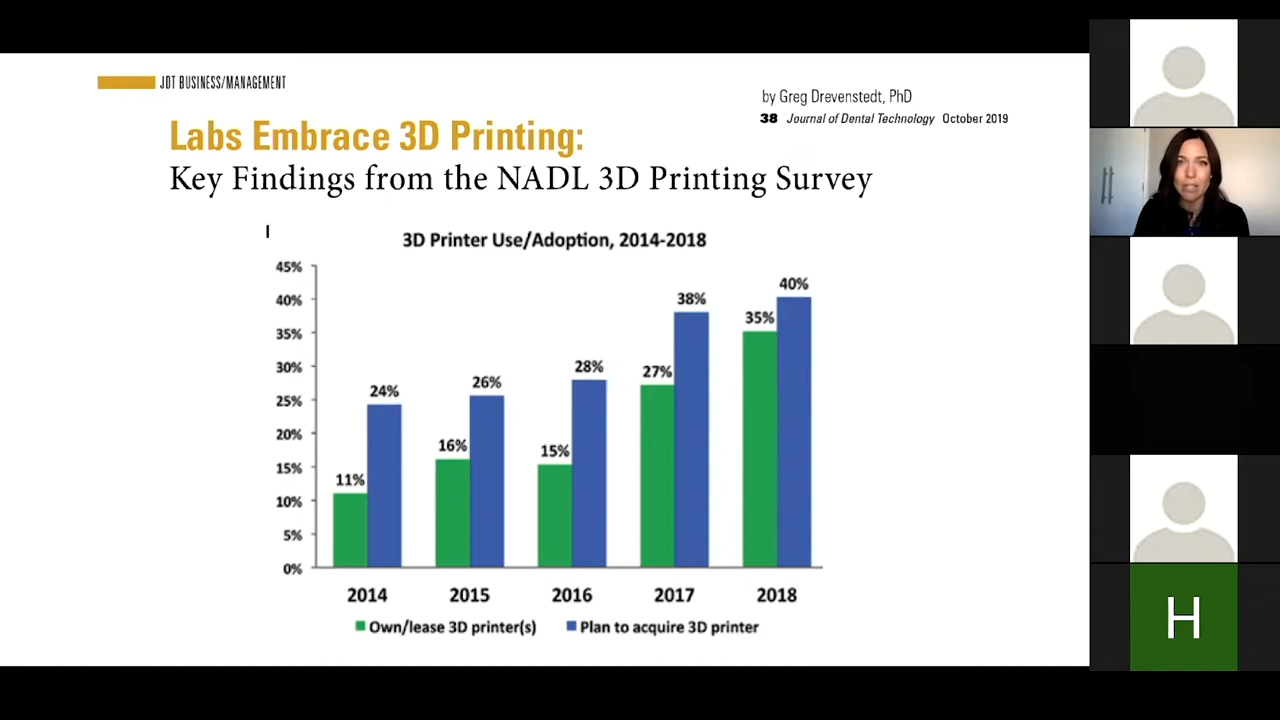 JDT BUSINESS/MANAGEMENT
by Greg Drevenstedt, PhD
38 Journal of Dental Technology October 2019
Labs Embrace 3D Printing:
Key Findings from the NADL 3D Printing Survey
3D Printer Use/Adoption, 2014-2018
45%
40%
35%
30%
25%
20%
15%
10%
5%
0%
11%
24%
16%
26%
15%
28%
27%
38%
35%
40%
2014 2015 2016 2017 2018
Own/lease 3D printer(s) Plan to acquire 3D printer
H